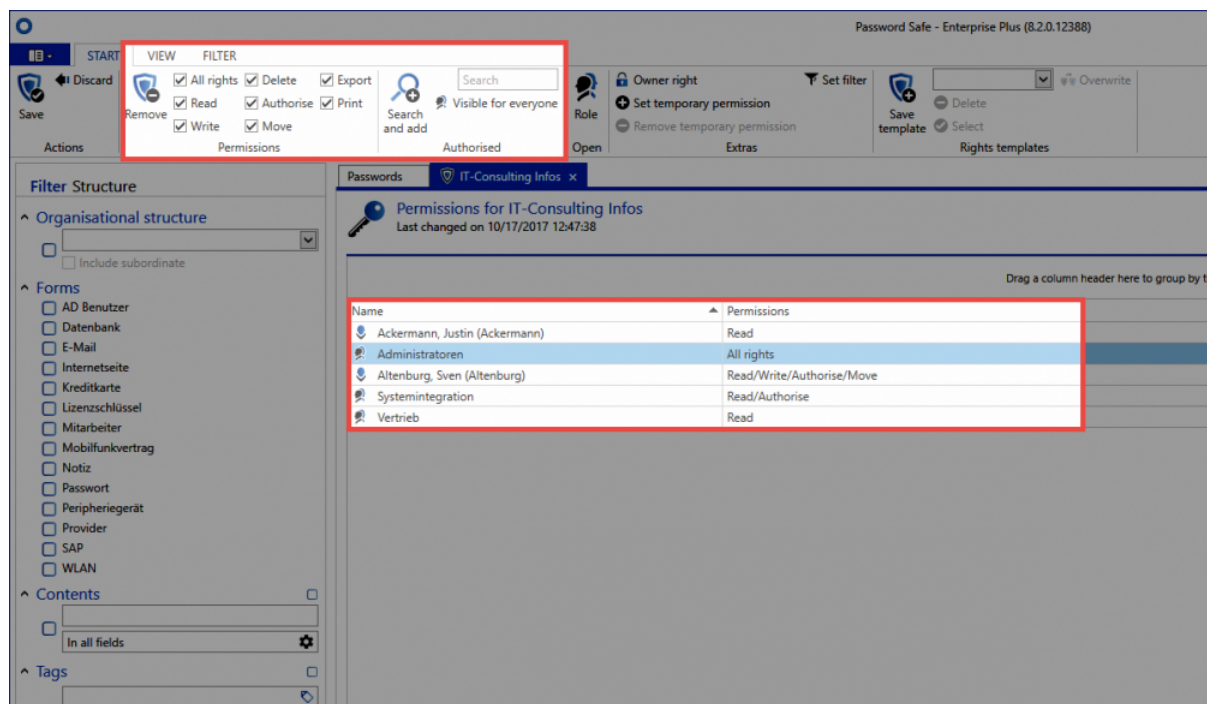 Password Safe - Enterprise Plus (8.2.0.12388)
START VIEW FILTER
Save
Discard
Actions
Remove
All rights Delete Export
Read Authorise Print
Write Move
Permissions
Search and add
Search
Visible for everyone
Authorised
Role
Open
Owner right
Set temporary permission
Remove temporary permission
Set filter
Extras
Save template
Overwrite
Delete
Select
Rights templates
Filter Structure
Organisational structure
Include subordinate
Forms
AD Benutzer
Datenbank
E-Mail
Internetseite
Kreditkarte
Lizenzschlüssel
Mitarbeiter
Mobilfunkvertrag
Notiz
Passwort
Peripheriegerät
Provider
SAP
WLAN
Contents
In all fields
Tags
Passwords IT-Consulting Infos ×
Permissions for IT-Consulting Infos
Last changed on 10/17/2017 12:47:38
Drag a column header here to group by t
Name Permissions
Ackermann, Justin (Ackermann) Read
Administratoren All rights
Altenburg, Sven (Altenburg) Read/Write/Authorise/Move
Systemintegration Read/Authorise
Vertrieb Read